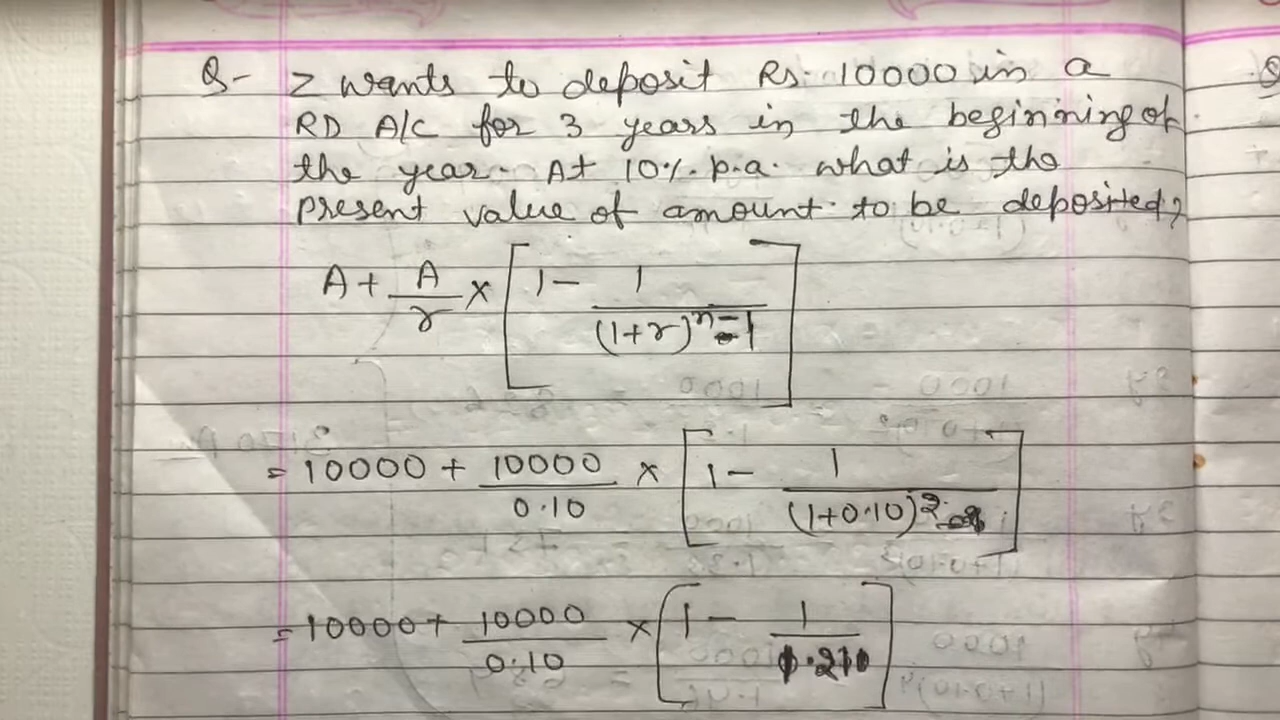 Q- Z wants to deposit Rs. 10000 in a
RD A/C for 3 years in the beginning of
the year. At 10% p.a. what is the
present value of amount to be deposited?
A + A/r × [1 - 1/(1+r)^n-1]
= 10000 + 10000/0.10 × [1 - 1/(1+0.10)^2]
= 10000 + 10000/0.10 × [1 - 1/1.210]